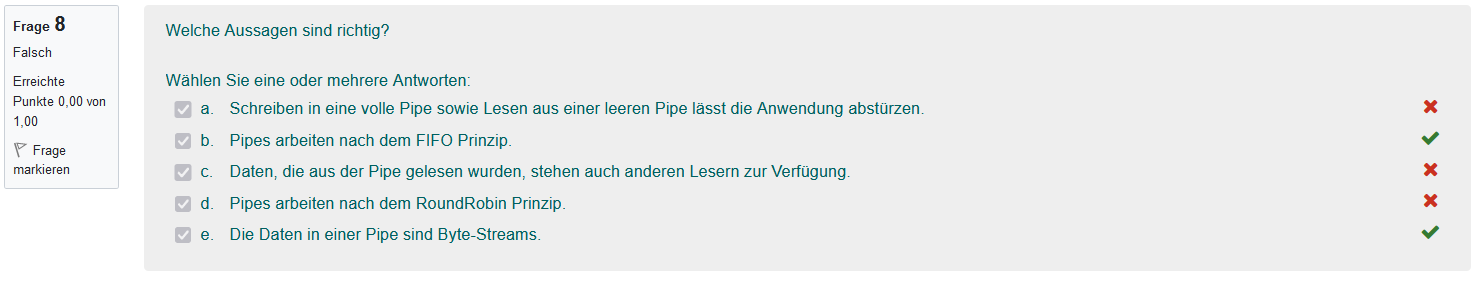 Frage 8
Falsch
Erreichte
Punkte 0,00 von
1,00
Frage
markieren
Welche Aussagen sind richtig?
Wählen Sie eine oder mehrere Antworten:
a. Schreiben in eine volle Pipe sowie Lesen aus einer leeren Pipe lässt die Anwendung abstürzen.
b. Pipes arbeiten nach dem FIFO Prinzip.
c. Daten, die aus der Pipe gelesen wurden, stehen auch anderen Lesern zur Verfügung.
d. Pipes arbeiten nach dem RoundRobin Prinzip.
e. Die Daten in einer Pipe sind Byte-Streams.